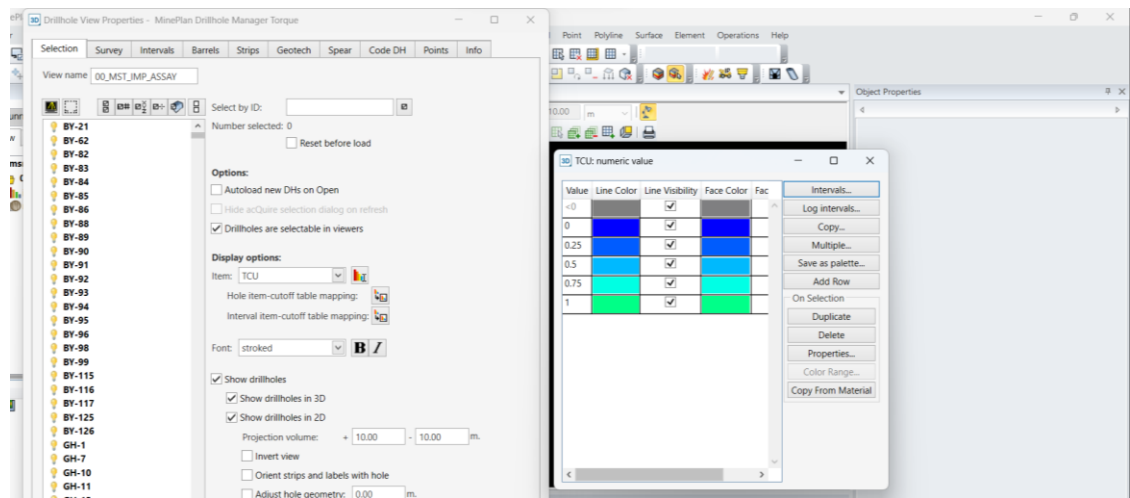 Drillhole View Properties - MinePlan Drillhole Manager Torque
Selection Survey Intervals Barrels Strips Geotech Spear Code DH Points Info
View name 00_MST_IMP_ASSAY
Select by ID:
Number selected: 0
Reset before load
BY-21
BY-62
BY-82
BY-83
BY-84
BY-85
BY-86
BY-88
BY-89
BY-90
BY-91
BY-92
BY-93
BY-94
BY-95
BY-96
BY-98
BY-99
BY-115
BY-116
BY-117
BY-125
BY-126
GH-1
GH-7
GH-10
GH-11
Options:
Autoload new DHs on Open
Hide acQuire selection dialog on refresh
Drillholes are selectable in viewers
Display options:
Item: TCU
Hole item-cutoff table mapping:
Interval item-cutoff table mapping:
Font: stroked B I
Show drillholes
Show drillholes in 3D
Show drillholes in 2D
Projection volume: + 10.00 - 10.00 m.
Invert view
Orient strips and labels with hole
Adjust hole geometry: 0.00 m.
Point Polyline Surface Element Operations Help
10.00 m
Object Properties
TCU: numeric value
Value Line Color Line Visibility Face Color Fac
<0
0
0.25
0.5
0.75
1
Intervals...
Log intervals...
Copy...
Multiple...
Save as palette...
Add Row
On Selection
Duplicate
Delete
Properties...
Color Range...
Copy From Material